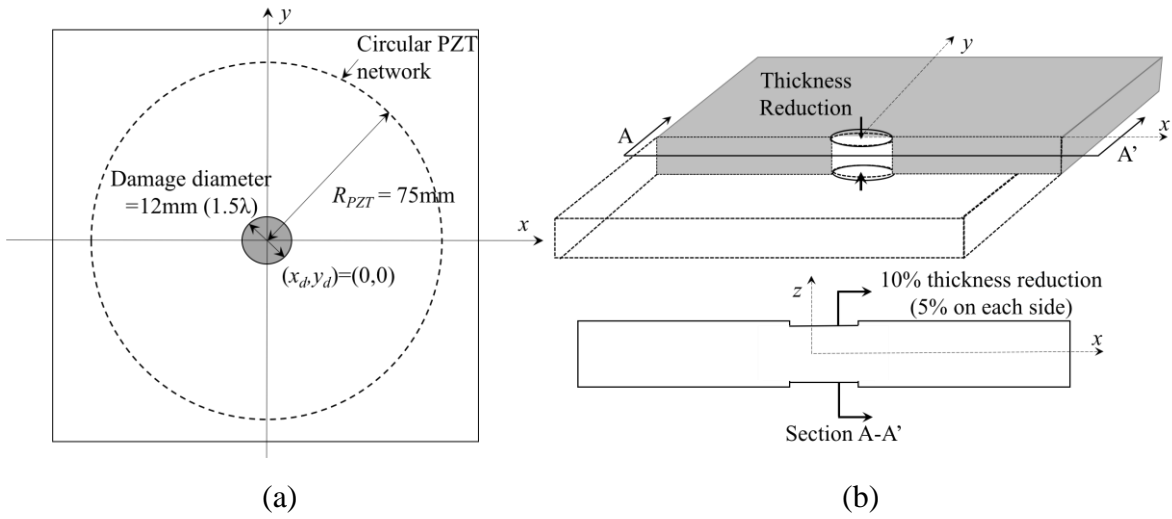 y
Circular PZT
network
Damage diameter
=12mm (1.5λ)
R_PZT = 75mm
x
(x_d,y_d)=(0,0)
(a)
y
Thickness
Reduction
A
x
A'
z
10% thickness reduction
(5% on each side)
x
Section A-A'
(b)